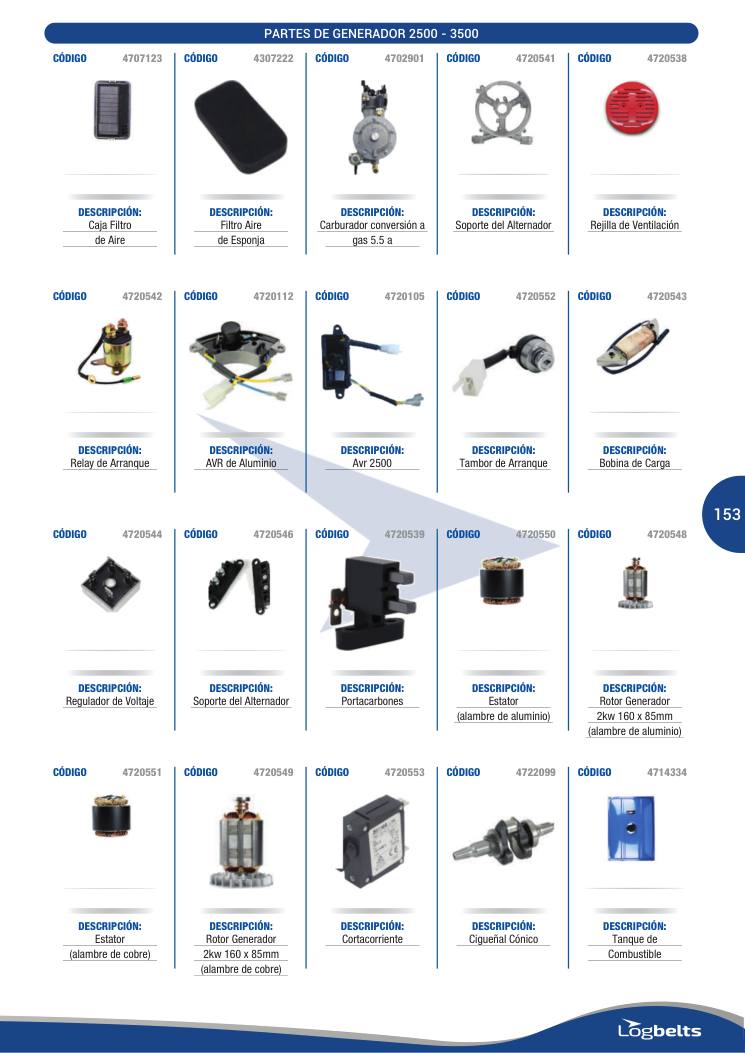 PARTES DE GENERADOR 2500 - 3500
CÓDIGO 4707123
DESCRIPCIÓN:
Caja Filtro
de Aire
CÓDIGO 4307222
DESCRIPCIÓN:
Filtro Aire
de Esponja
CÓDIGO 4702901
DESCRIPCIÓN:
Carburador conversión a
gas 5.5 a
CÓDIGO 4720541
DESCRIPCIÓN:
Soporte del Alternador
CÓDIGO 4720538
DESCRIPCIÓN:
Rejilla de Ventilación
CÓDIGO 4720542
DESCRIPCIÓN:
Relay de Arranque
CÓDIGO 4720112
DESCRIPCIÓN:
AVR de Aluminio
CÓDIGO 4720105
DESCRIPCIÓN:
Avr 2500
CÓDIGO 4720552
DESCRIPCIÓN:
Tambor de Arranque
CÓDIGO 4720543
DESCRIPCIÓN:
Bobina de Carga
153
CÓDIGO 4720544
DESCRIPCIÓN:
Regulador de Voltaje
CÓDIGO 4720546
DESCRIPCIÓN:
Soporte del Alternador
CÓDIGO 4720539
DESCRIPCIÓN:
Portacarbones
CÓDIGO 4720550
DESCRIPCIÓN:
Estator
(alambre de aluminio)
CÓDIGO 4720548
DESCRIPCIÓN:
Rotor Generador
2kw 160 x 85mm
(alambre de aluminio)
CÓDIGO 4720551
DESCRIPCIÓN:
Estator
(alambre de cobre)
CÓDIGO 4720549
DESCRIPCIÓN:
Rotor Generador
2kw 160 x 85mm
(alambre de cobre)
CÓDIGO 4720553
DESCRIPCIÓN:
Cortacorriente
CÓDIGO 4722099
DESCRIPCIÓN:
Cigueñal Cónico
CÓDIGO 4714334
DESCRIPCIÓN:
Tanque de
Combustible
Logbelts